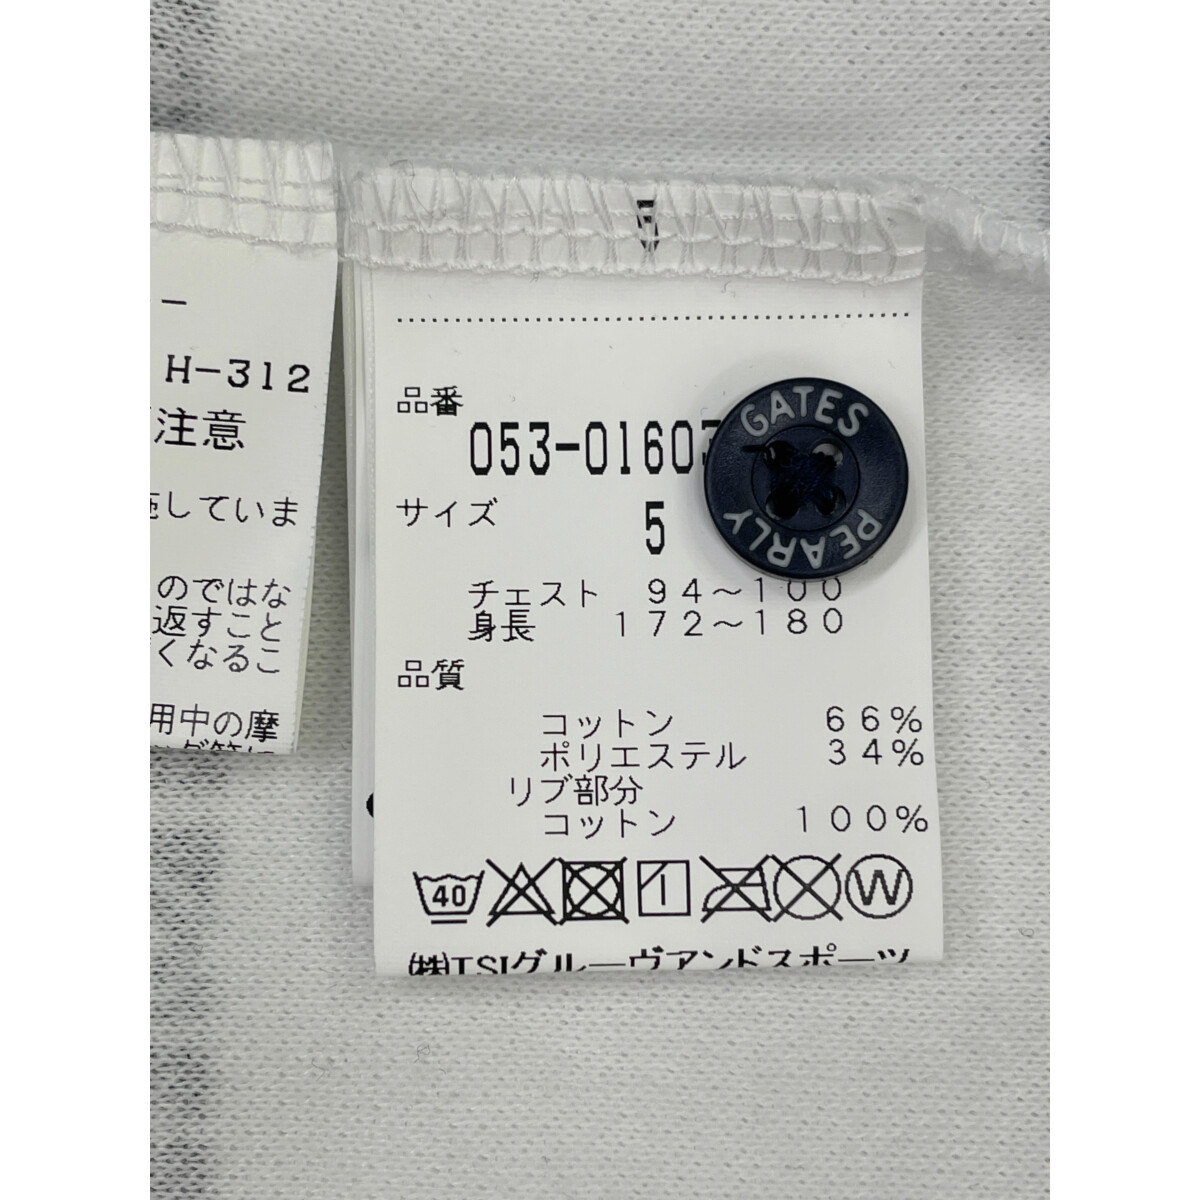 H-312
注意
施していま
のではな
返すこと
くなるこ
用中の摩
品番
053-01603
GATES
PEARLY
サイズ 5
チェスト 94～100
身長 172～180
品質
コットン 66%
ポリエステル 34%
リブ部分
コットン 100%
40
W
㈱TSIグルーヴアンドスポーツ